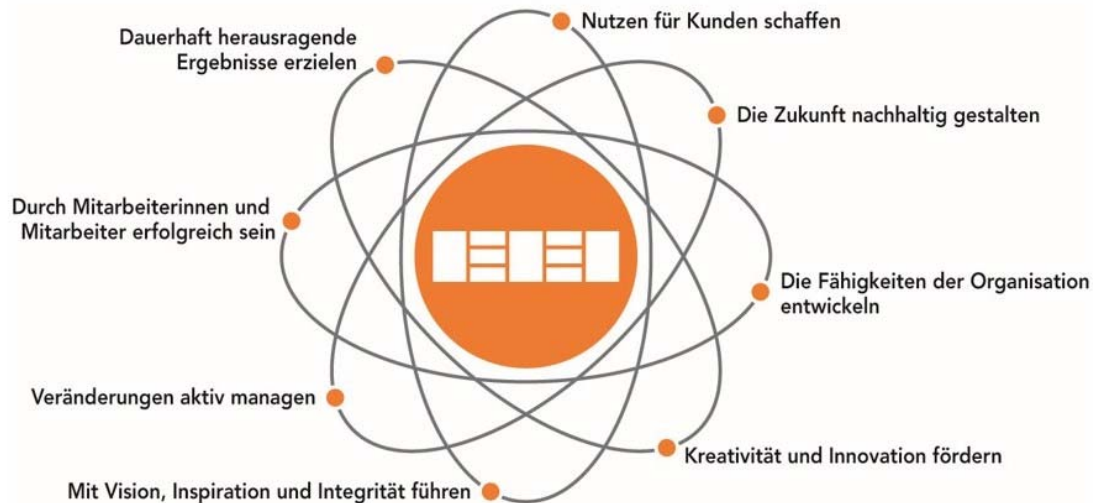 Nutzen für Kunden schaffen
Dauerhaft herausragende
Ergebnisse erzielen
Die Zukunft nachhaltig gestalten
Durch Mitarbeiterinnen und
Mitarbeiter erfolgreich sein
Die Fähigkeiten der Organisation
entwickeln
Veränderungen aktiv managen
Kreativität und Innovation fördern
Mit Vision, Inspiration und Integrität führen